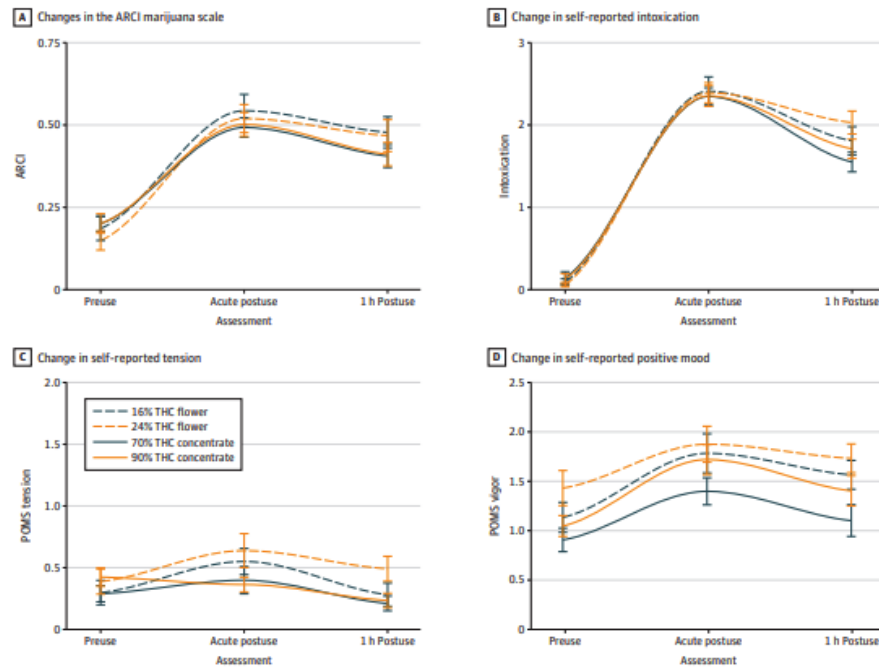 A Changes in the ARCI marijuana scale
0.75
0.50
0.25
0
ARCI
Preuse Acute postuse 1 h Postuse
Assessment
B Change in self-reported intoxication
3
2
1
0
Intoxication
Preuse Acute postuse 1 h Postuse
Assessment
C Change in self-reported tension
2.0
1.5
1.0
0.5
0
POMS tension
16% THC flower
24% THC flower
70% THC concentrate
90% THC concentrate
Preuse Acute postuse 1 h Postuse
Assessment
D Change in self-reported positive mood
2.5
2.0
1.5
1.0
0.5
0
POMS vigor
Preuse Acute postuse 1 h Postuse
Assessment